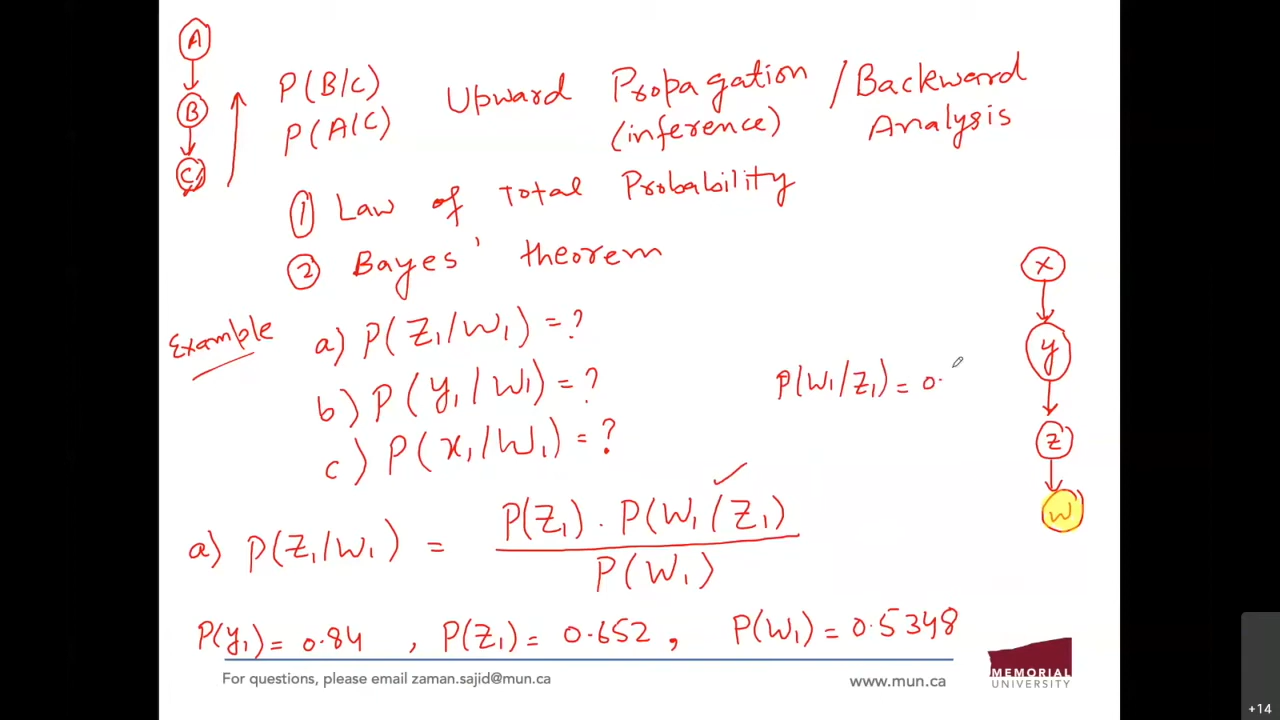 A
B
C
P(B/C)
P(A/C)
Upward Propagation / Backward
(inference) Analysis
① Law of Total Probability
② Bayes' theorem
Example
a) P(Z₁/W₁) = ?
b) P(y₁/W₁) = ?
c) P(x₁/W₁) = ?
P(W₁/Z₁) = 0.
X
y
Z
W
a) P(Z₁/W₁) = P(Z₁) . P(W₁/Z₁)
P(W₁)
P(y₁) = 0.84 , P(Z₁) = 0.652 , P(W₁) = 0.5348
For questions, please email zaman.sajid@mun.ca
www.mun.ca
MEMORIAL
UNIVERSITY
+14